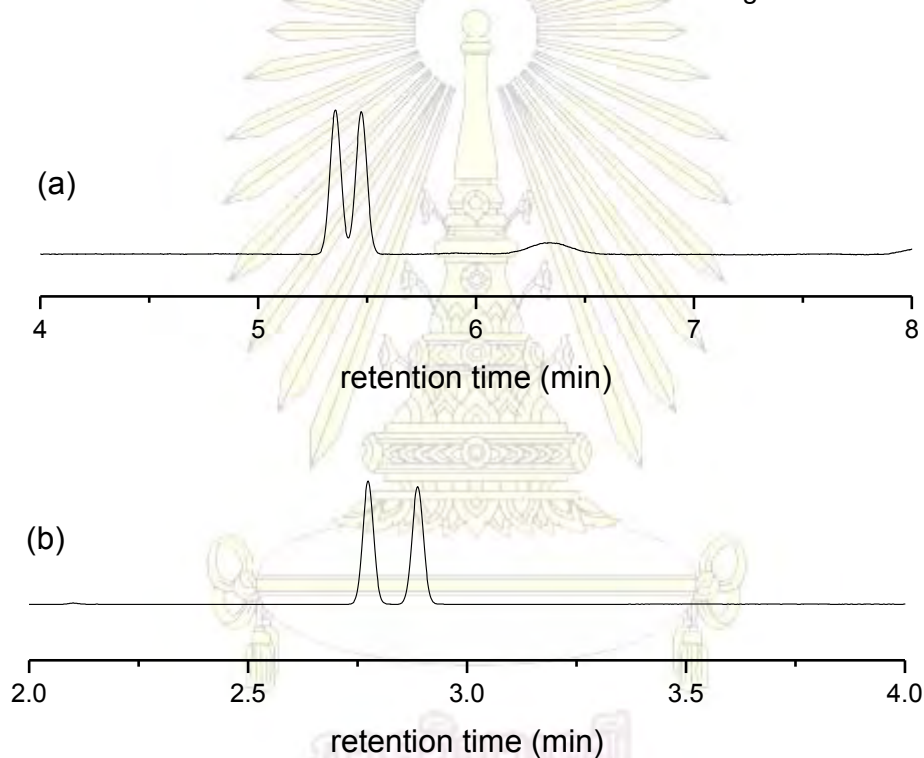 (a)
4 5 6 7 8
retention time (min)
(b)
2.0 2.5 3.0 3.5 4.0
retention time (min)